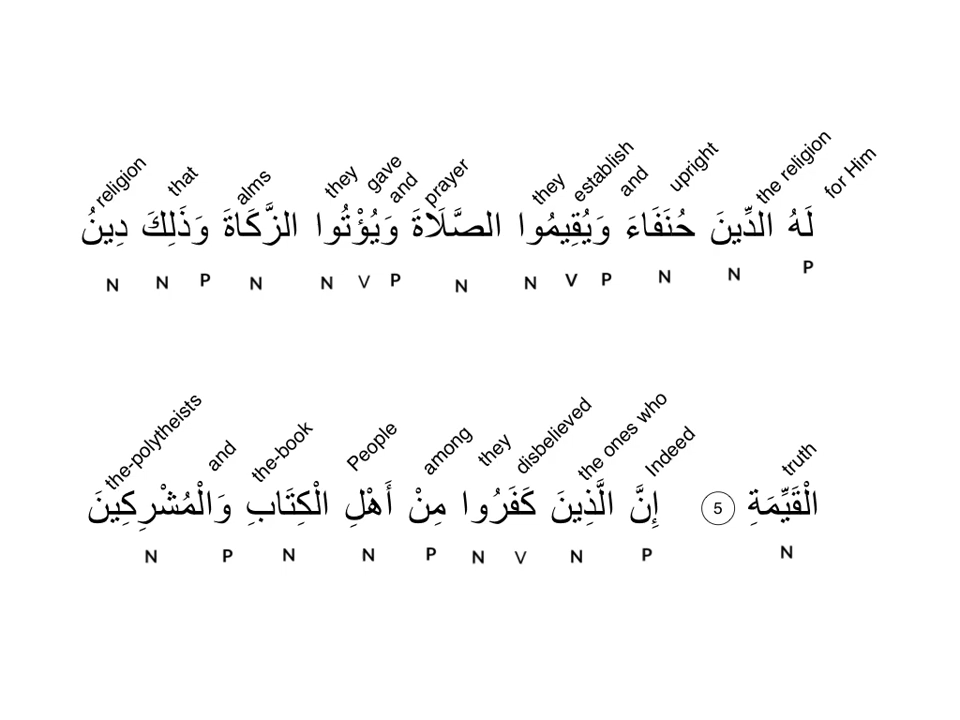 for Him the religion upright and establish they prayer and gave they alms that religion
لَهُ الدِّينَ حُنَفَاءَ وَيُقِيمُوا الصَّلَاةَ وَيُؤْتُوا الزَّكَاةَ وَذَلِكَ دِينُ
N N P N N V P N N V P N N P
truth Indeed the ones who disbelieved they among People the-book and the-polytheists
الْقَيِّمَةِ 5 إِنَّ الَّذِينَ كَفَرُوا مِنْ أَهْلِ الْكِتَابِ وَالْمُشْرِكِينَ
N P N N P N V N P N